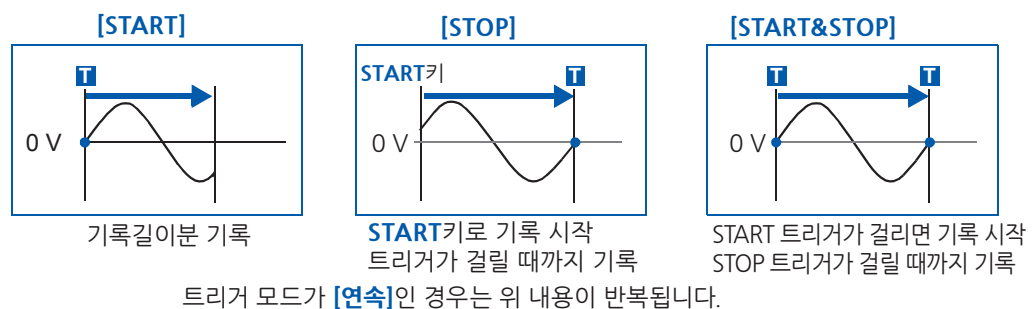 [START]
[STOP]
[START&STOP]
T
0 V
START키
T
0 V
T
T
0 V
기록길이분 기록
START키로 기록 시작
트리거가 걸릴 때까지 기록
START 트리거가 걸리면 기록 시작
STOP 트리거가 걸릴 때까지 기록
트리거 모드가 [연속]인 경우는 위 내용이 반복됩니다.